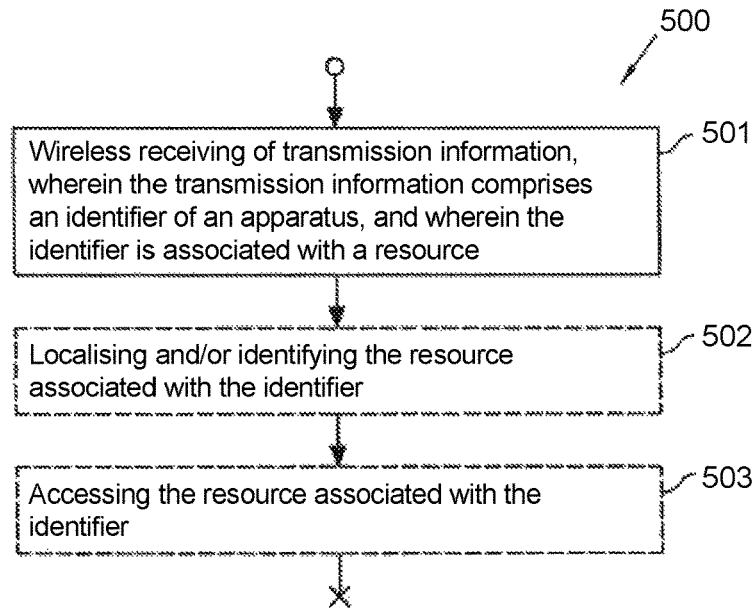 500
501
Wireless receiving of transmission information,
wherein the transmission information comprises
an identifier of an apparatus, and wherein the
identifier is associated with a resource
502
Localising and/or identifying the resource
associated with the identifier
503
Accessing the resource associated with the
identifier